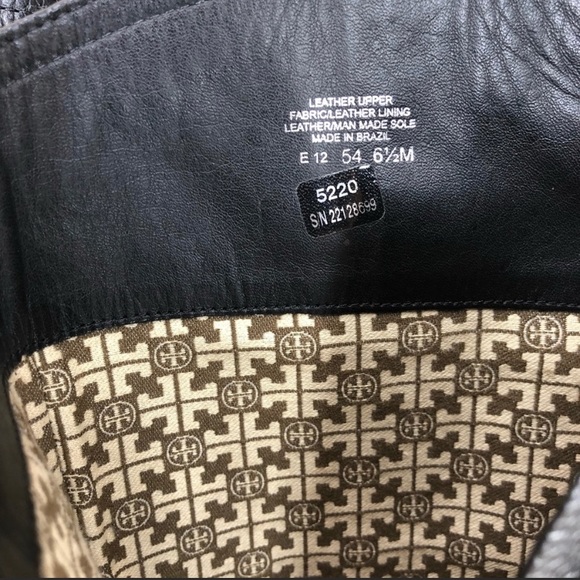 LEATHER UPPER
FABRIC/LEATHER LINING
LEATHER/MAN MADE SOLE
MADE IN BRAZIL
E 12 54 6½M
5220
S/N 22128699